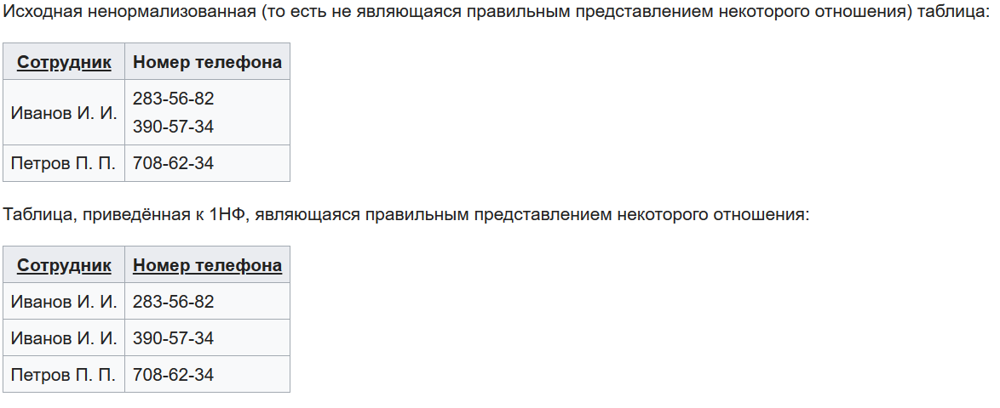 Исходная ненормализованная (то есть не являющаяся правильным представлением некоторого отношения) таблица:
Сотрудник Номер телефона
Иванов И. И. 283-56-82
390-57-34
Петров П. П. 708-62-34
Таблица, приведённая к 1НФ, являющаяся правильным представлением некоторого отношения:
Сотрудник Номер телефона
Иванов И. И. 283-56-82
Иванов И. И. 390-57-34
Петров П. П. 708-62-34